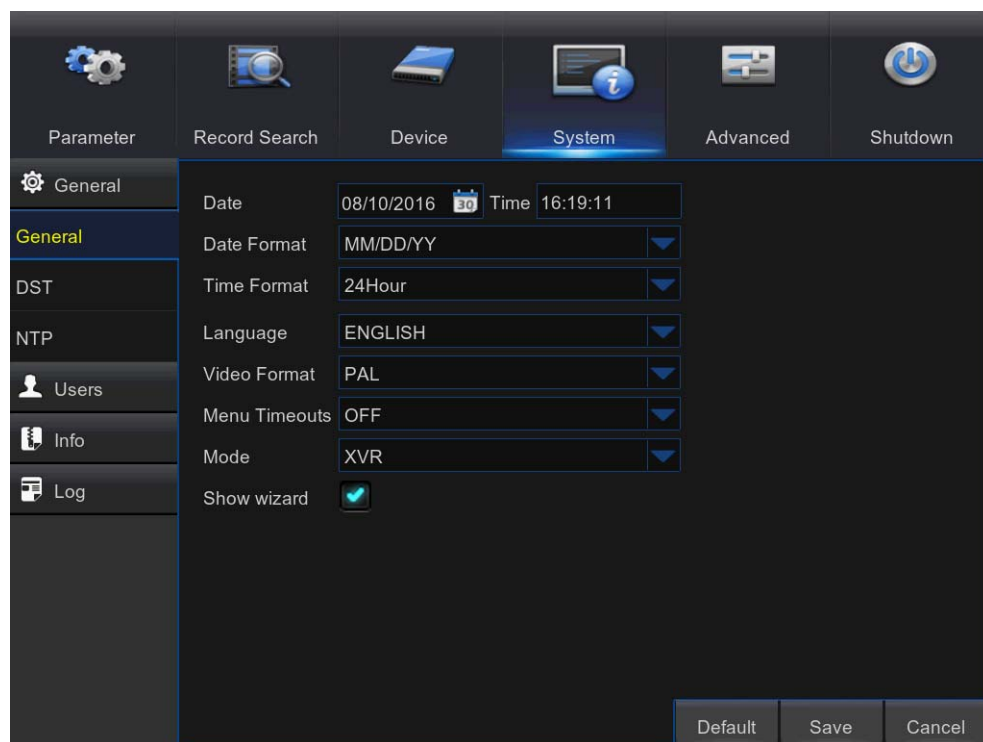 Parameter Record Search Device System Advanced Shutdown
General
General
DST
NTP
Users
Info
Log
Date 08/10/2016 30 Time 16:19:11
Date Format MM/DD/YY
Time Format 24Hour
Language ENGLISH
Video Format PAL
Menu Timeouts OFF
Mode XVR
Show wizard
Default Save Cancel